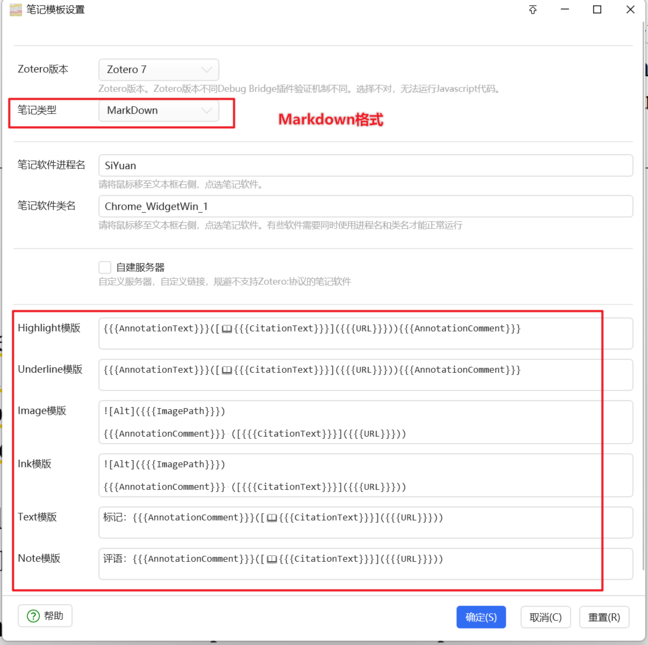 笔记模板设置
Zotero版本
Zotero 7
Zotero版本。Zotero版本不同Debug Bridge插件验证机制不同。选择不对，无法运行Javascript代码。
笔记类型
MarkDown
Markdown格式
笔记软件进程名
SiYuan
请将鼠标移至文本框右侧，点选笔记软件。
笔记软件类名
Chrome_WidgetWin_1
请将鼠标移至文本框右侧，点选笔记软件。有些软件需要同时使用进程名和类名才能正常运行
自建服务器
自定义服务器，自定义链接，规避不支持Zotero:协议的笔记软件
Highlight模版
{{{AnnotationText}}}([📖{{{CitationText}}}]({{{URL}}})){{{AnnotationComment}}}
Underline模版
{{{AnnotationText}}}([📖{{{CitationText}}}]({{{URL}}})){{{AnnotationComment}}}
Image模版
![Alt]({{{ImagePath}}})
{{{AnnotationComment}}} ([{{{CitationText}}}]({{{URL}}}))
Ink模版
![Alt]({{{ImagePath}}})
{{{AnnotationComment}}} ([{{{CitationText}}}]({{{URL}}}))
Text模版
标记：{{{AnnotationComment}}}([📖{{{CitationText}}}]({{{URL}}}))
Note模版
评语：{{{AnnotationComment}}}([📖{{{CitationText}}}]({{{URL}}}))
帮助
确定(S)
取消(C)
重置(R)